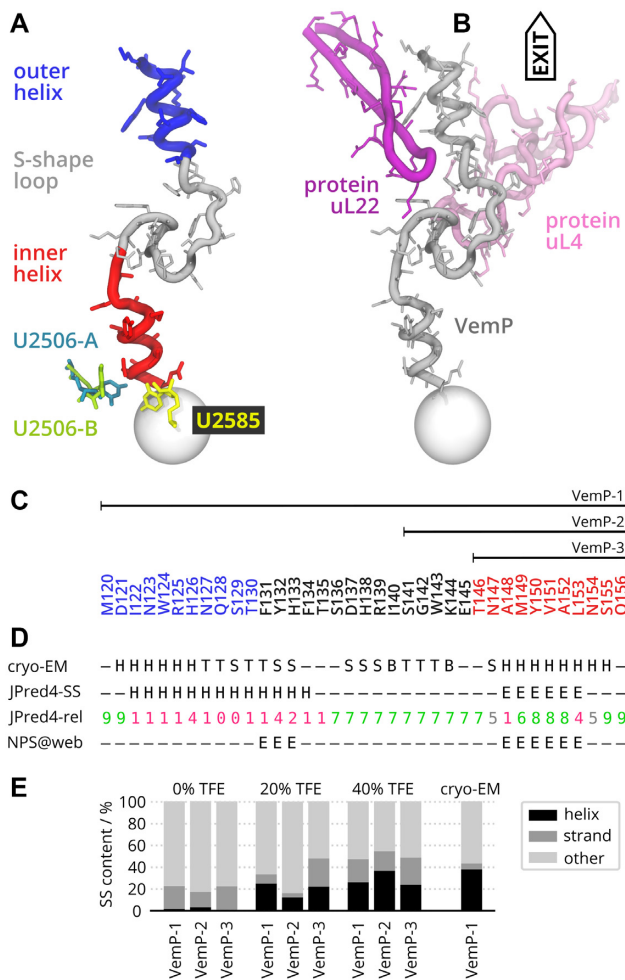 A
outer
helix
S-shape
loop
inner
helix
U2506-A
U2506-B
U2585
B
EXIT
protein
uL22
protein
uL4
VemP
C
VemP-1
VemP-2
VemP-3
M120 D121 I122 N123 W124 R125 H126 N127 Q128 S129 T130 F131 Y132 H133 F134 T135 S136 D137 H138 R139 I140 S141 G142 W143 K144 E145 T146 N147 A148 M149 Y150 V151 A152 L153 N154 S155 Q156
D
cryo-EM – H H H H H H T T S T T S S – – – S S S B T T T B – – S H H H H H H H H –
JPred4-SS – – H H H H H H H H H H H H H – – – – – – – – – – – – – E E E E E E – – –
JPred4-rel 9 9 1 1 1 1 4 1 0 0 1 1 4 2 1 1 7 7 7 7 7 7 7 7 7 7 7 5 1 6 8 8 8 4 5 9 9
NPS@web – – – – – – – – – – – E E E – – – – – – – – – – – – – – E E E E E E – – –
E
0% TFE 20% TFE 40% TFE cryo-EM
SS content / %
100
80
60
40
20
0
helix
strand
other
VemP-1 VemP-2 VemP-3 VemP-1 VemP-2 VemP-3 VemP-1 VemP-2 VemP-3 VemP-1